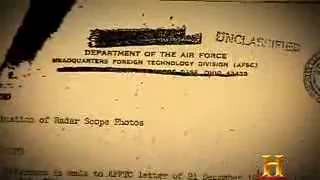 UNCLASSIFIED
DEPARTMENT OF THE AIR FORCE
HEADQUARTERS FOREIGN TECHNOLOGY DIVISION (AFSC)
OHIO 45433
of Radar Scope Photos
is made to letter of 21 December
H